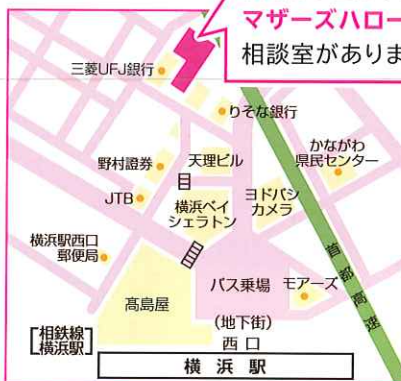 マザーズハロー
相談室がありま
三菱UFJ銀行
りそな銀行
かながわ
県民センター
野村證券
天理ビル
JTB
横浜ベイ
シェラトン
ヨドバシ
カメラ
横浜駅西口
郵便局
首都高速
髙島屋
バス乗場
モアーズ
(地下街)
[相鉄線
横浜駅]
西口
横浜駅